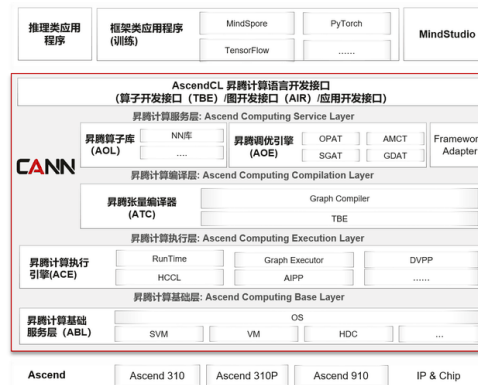 推理类应用
程序
框架类应用程序
(训练)
MindSpore
PyTorch
TensorFlow
......
MindStudio
CANN
AscendCL 昇腾计算语言开发接口
(算子开发接口（TBE）/图开发接口（AIR）/应用开发接口）
昇腾计算服务层: Ascend Computing Service Layer
昇腾算子库
(AOL)
NN库
....
昇腾调优引擎
(AOE)
OPAT
AMCT
SGAT
GDAT
Framework
Adapter
昇腾计算编译层: Ascend Computing Compilation Layer
昇腾张量编译器
(ATC)
Graph Compiler
TBE
昇腾计算执行层: Ascend Computing Execution Layer
昇腾计算执行
引擎(ACE)
RunTime
Graph Executor
DVPP
HCCL
AIPP
......
昇腾计算基础层: Ascend Computing Base Layer
昇腾计算基础
服务层（ABL）
OS
SVM
VM
HDC
...
Ascend
Ascend 310
Ascend 310P
Ascend 910
IP & Chip